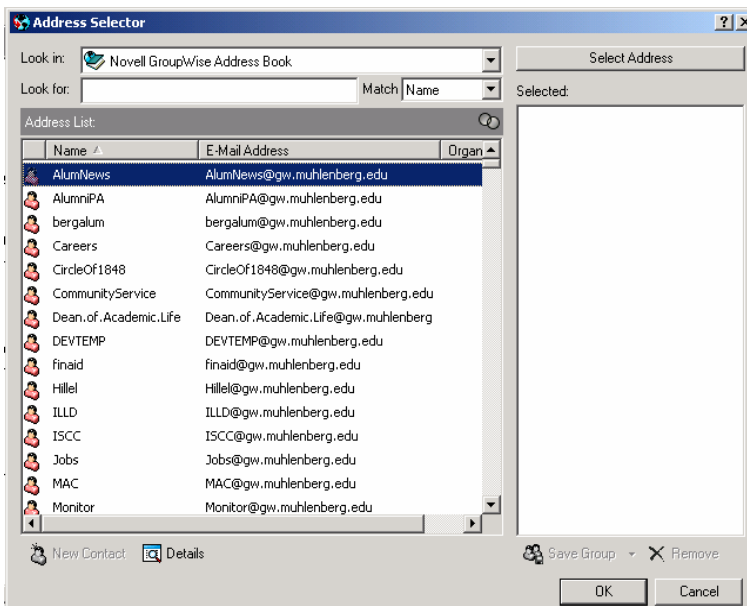 Address Selector
Look in: Novell GroupWise Address Book
Select Address
Look for: Match Name
Selected:
Address List:
Name E-Mail Address Organ
AlumNews AlumNews@gw.muhlenberg.edu
AlumniPA AlumniPA@gw.muhlenberg.edu
bergalum bergalum@gw.muhlenberg.edu
Careers Careers@gw.muhlenberg.edu
CircleOf1848 CircleOf1848@gw.muhlenberg.edu
CommunityService CommunityService@gw.muhlenberg.edu
Dean.of.Academic.Life Dean.of.Academic.Life@gw.muhlenberg
DEVTEMP DEVTEMP@gw.muhlenberg.edu
finaid finaid@gw.muhlenberg.edu
Hillel Hillel@gw.muhlenberg.edu
ILLD ILLD@gw.muhlenberg.edu
ISCC ISCC@gw.muhlenberg.edu
Jobs Jobs@gw.muhlenberg.edu
MAC MAC@gw.muhlenberg.edu
Monitor Monitor@gw.muhlenberg.edu
New Contact Details Save Group Remove
OK Cancel